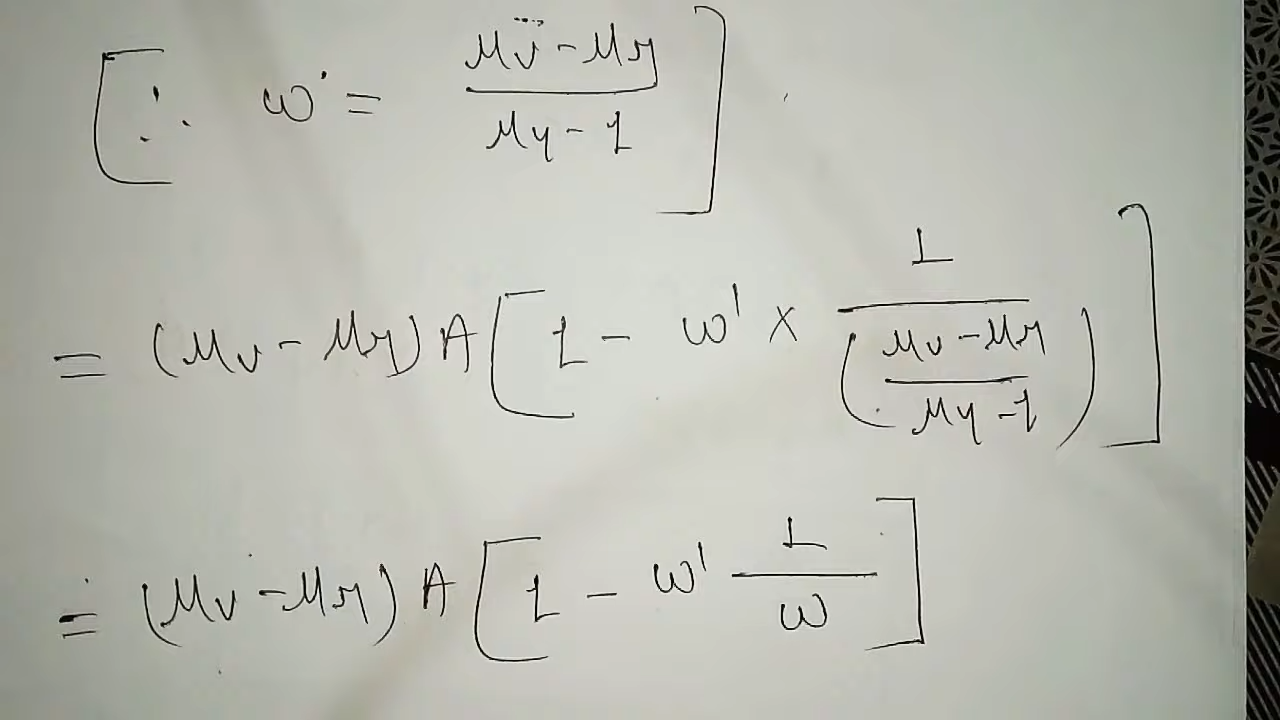 [∴ ω' = (μv - μr) / (μy - 1)]
= (μv - μr) A [1 - ω' × 1 / ((μv - μr) / (μy - 1))]
= (μv - μr) A [1 - ω' 1 / ω]